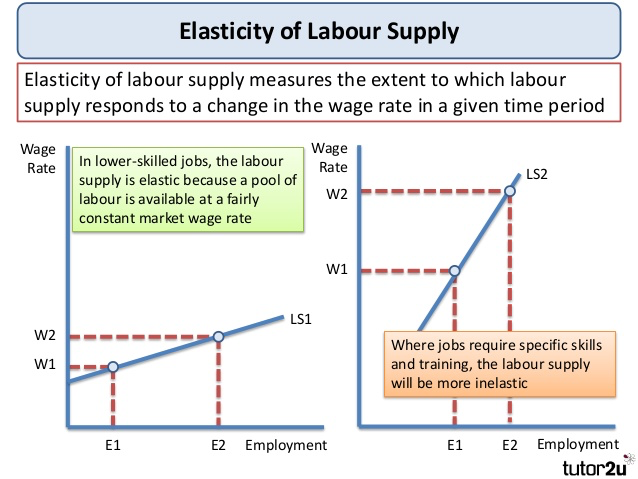 Elasticity of Labour Supply
Elasticity of labour supply measures the extent to which labour
supply responds to a change in the wage rate in a given time period
Wage
Rate
In lower-skilled jobs, the labour
supply is elastic because a pool of
labour is available at a fairly
constant market wage rate
LS1
W2
W1
E1
E2
Employment
Wage
Rate
LS2
W2
W1
Where jobs require specific skills
and training, the labour supply
will be more inelastic
E1
E2
Employment
tutor2u